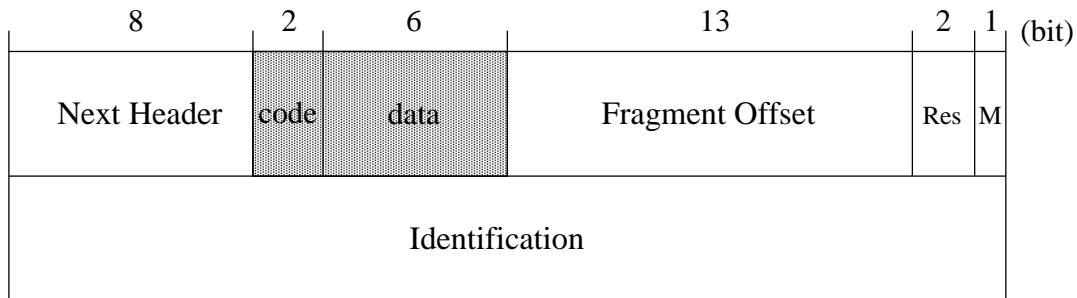 8 2 6 13 2 1 (bit)
Next Header code data Fragment Offset Res M
Identification